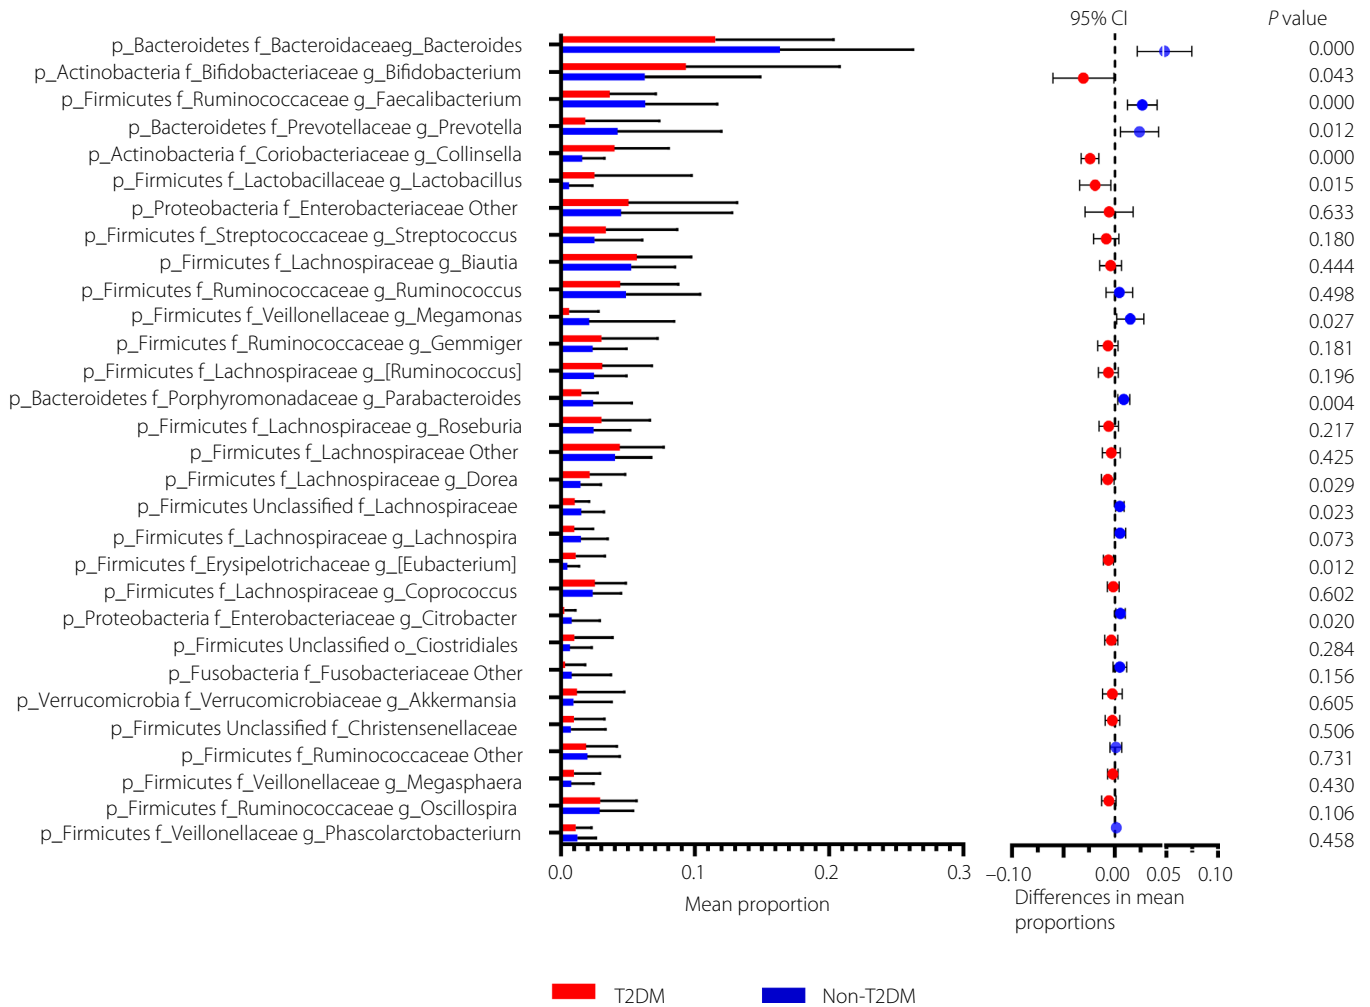 95% CI P value
p_Bacteroidetes f_Bacteroidaceaeg_Bacteroides 0.000
p_Actinobacteria f_Bifidobacteriaceae g_Bifidobacterium 0.043
p_Firmicutes f_Ruminococcaceae g_Faecalibacterium 0.000
p_Bacteroidetes f_Prevotellaceae g_Prevotella 0.012
p_Actinobacteria f_Coriobacteriaceae g_Collinsella 0.000
p_Firmicutes f_Lactobacillaceae g_Lactobacillus 0.015
p_Proteobacteria f_Enterobacteriaceae Other 0.633
p_Firmicutes f_Streptococcaceae g_Streptococcus 0.180
p_Firmicutes f_Lachnospiraceae g_Biautia 0.444
p_Firmicutes f_Ruminococcaceae g_Ruminococcus 0.498
p_Firmicutes f_Veillonellaceae g_Megamonas 0.027
p_Firmicutes f_Ruminococcaceae g_Gemmiger 0.181
p_Firmicutes f_Lachnospiraceae g_[Ruminococcus] 0.196
p_Bacteroidetes f_Porphyromonadaceae g_Parabacteroides 0.004
p_Firmicutes f_Lachnospiraceae g_Roseburia 0.217
p_Firmicutes f_Lachnospiraceae Other 0.425
p_Firmicutes f_Lachnospiraceae g_Dorea 0.029
p_Firmicutes Unclassified f_Lachnospiraceae 0.023
p_Firmicutes f_Lachnospiraceae g_Lachnospira 0.073
p_Firmicutes f_Erysipelotrichaceae g_[Eubacterium] 0.012
p_Firmicutes f_Lachnospiraceae g_Coprococcus 0.602
p_Proteobacteria f_Enterobacteriaceae g_Citrobacter 0.020
p_Firmicutes Unclassified o_Ciostridiales 0.284
p_Fusobacteria f_Fusobacteriaceae Other 0.156
p_Verrucomicrobia f_Verrucomicrobiaceae g_Akkermansia 0.605
p_Firmicutes Unclassified f_Christensenellaceae 0.506
p_Firmicutes f_Ruminococcaceae Other 0.731
p_Firmicutes f_Veillonellaceae g_Megasphaera 0.430
p_Firmicutes f_Ruminococcaceae g_Oscillospira 0.106
p_Firmicutes f_Veillonellaceae g_Phascolarctobacteriurn 0.458
0.0 0.1 0.2 0.3 −0.10 0.00 0.05 0.10
Mean proportion
Differences in mean
proportions
T2DM Non-T2DM